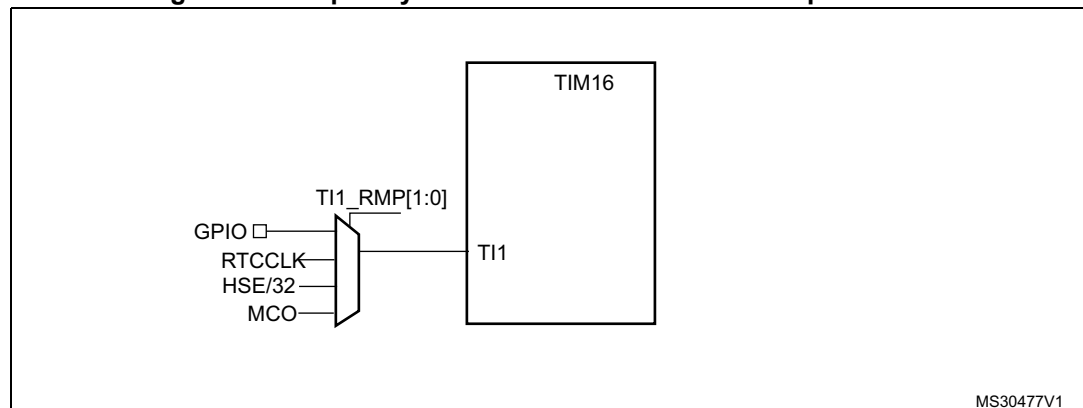 TIM16
TI1_RMP[1:0]
GPIO
TI1
RTCCLK
HSE/32
MCO
MS30477V1